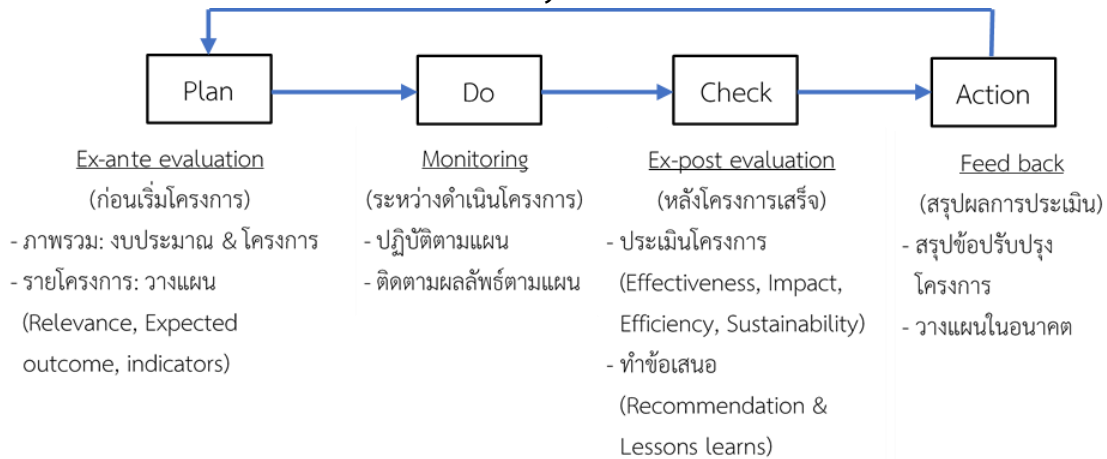 Plan
Do
Check
Action
Ex-ante evaluation
(ก่อนเริ่มโครงการ)
- ภาพรวม: งบประมาณ & โครงการ
- รายโครงการ: วางแผน
(Relevance, Expected
outcome, indicators)
Monitoring
(ระหว่างดำเนินโครงการ)
- ปฏิบัติตามแผน
- ติดตามผลลัพธ์ตามแผน
Ex-post evaluation
(หลังโครงการเสร็จ)
- ประเมินโครงการ
(Effectiveness, Impact,
Efficiency, Sustainability)
- ทำข้อเสนอ
(Recommendation &
Lessons learns)
Feed back
(สรุปผลการประเมิน)
- สรุปข้อปรับปรุง
โครงการ
- วางแผนในอนาคต